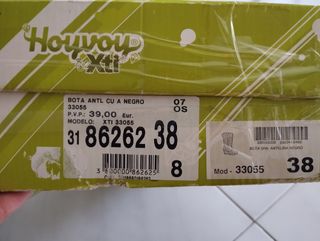 Hoyvoy
Xti
BOTA ANTL CU A NEGRO
33055
P.V.P.: 39,00 Eur.
MODELO: XTI 33055
07
OS
31 86262 38
8
Mod - 33055
38